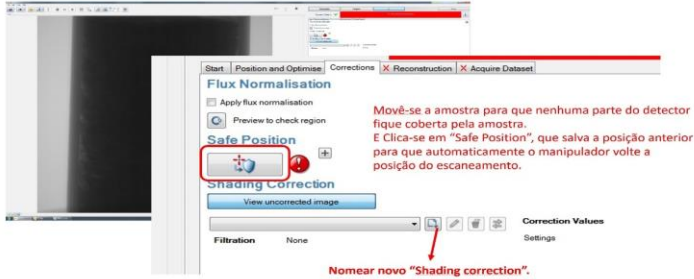 Start Position and Optimise Corrections Reconstruction Acquire Dataset
Flux Normalisation
Apply flux normalisation
Preview to check region
Movê-se a amostra para que nenhuma parte do detector
fique coberta pela amostra.
E Clica-se em “Safe Position”, que salva a posição anterior
para que automaticamente o manipulador volte a
posição do escaneamento.
Safe Position
Shading Correction
View uncorrected image
Correction Values
Filtration None
Settings
Nomear novo “Shading correction”.